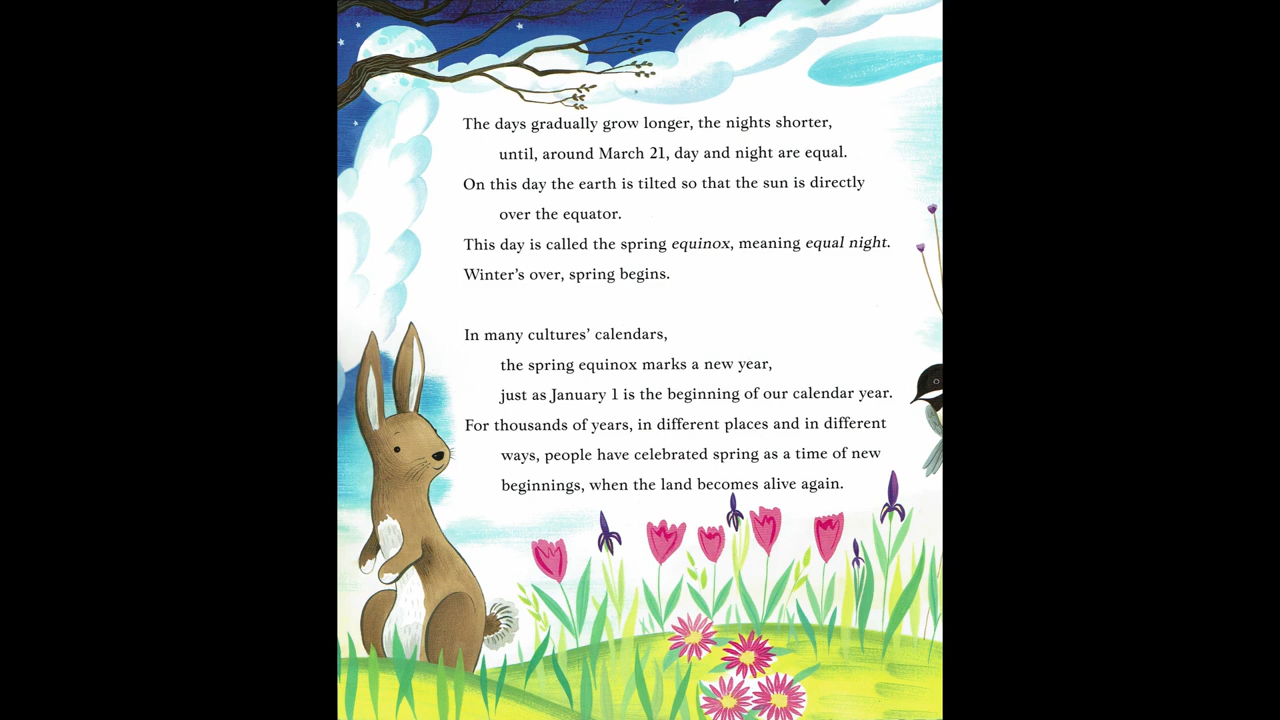 The days gradually grow longer, the nights shorter,
until, around March 21, day and night are equal.
On this day the earth is tilted so that the sun is directly
over the equator.
This day is called the spring equinox, meaning equal night.
Winter’s over, spring begins.
In many cultures’ calendars,
the spring equinox marks a new year,
just as January 1 is the beginning of our calendar year.
For thousands of years, in different places and in different
ways, people have celebrated spring as a time of new
beginnings, when the land becomes alive again.